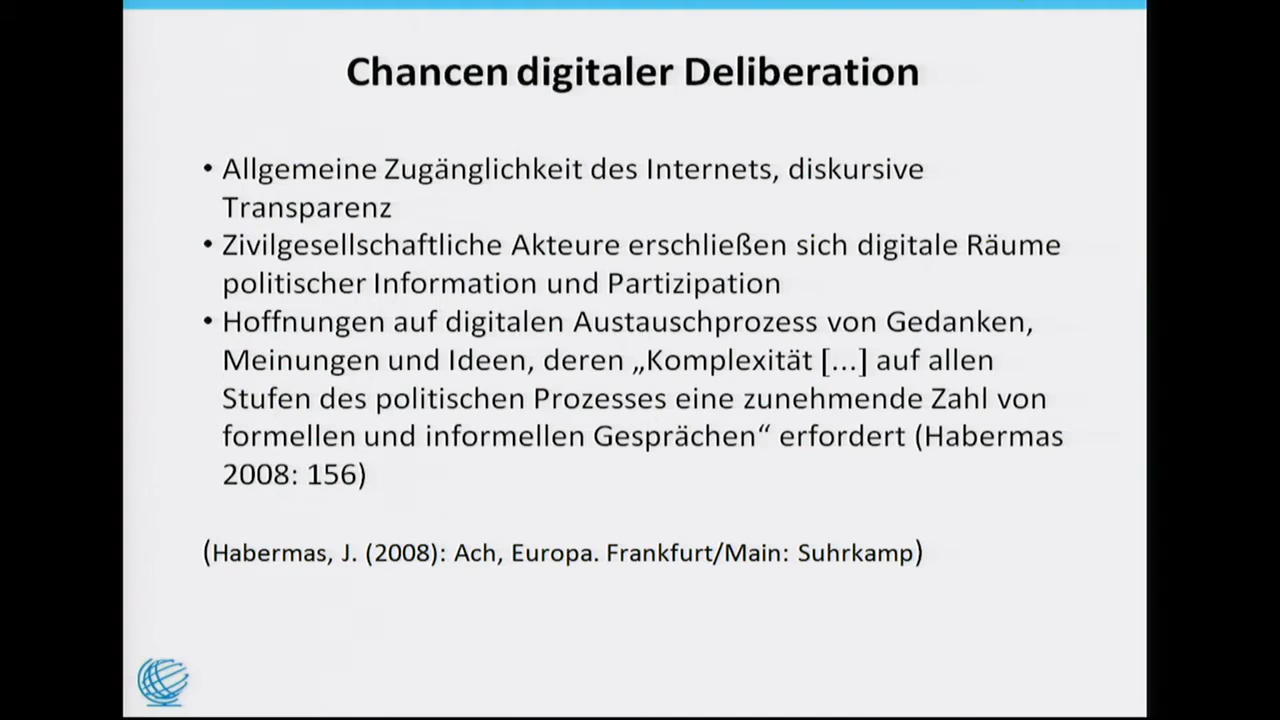 Chancen digitaler Deliberation
• Allgemeine Zugänglichkeit des Internets, diskursive
Transparenz
• Zivilgesellschaftliche Akteure erschließen sich digitale Räume
politischer Information und Partizipation
• Hoffnungen auf digitalen Austauschprozess von Gedanken,
Meinungen und Ideen, deren „Komplexität [...] auf allen
Stufen des politischen Prozesses eine zunehmende Zahl von
formellen und informellen Gesprächen“ erfordert (Habermas
2008: 156)
(Habermas, J. (2008): Ach, Europa. Frankfurt/Main: Suhrkamp)